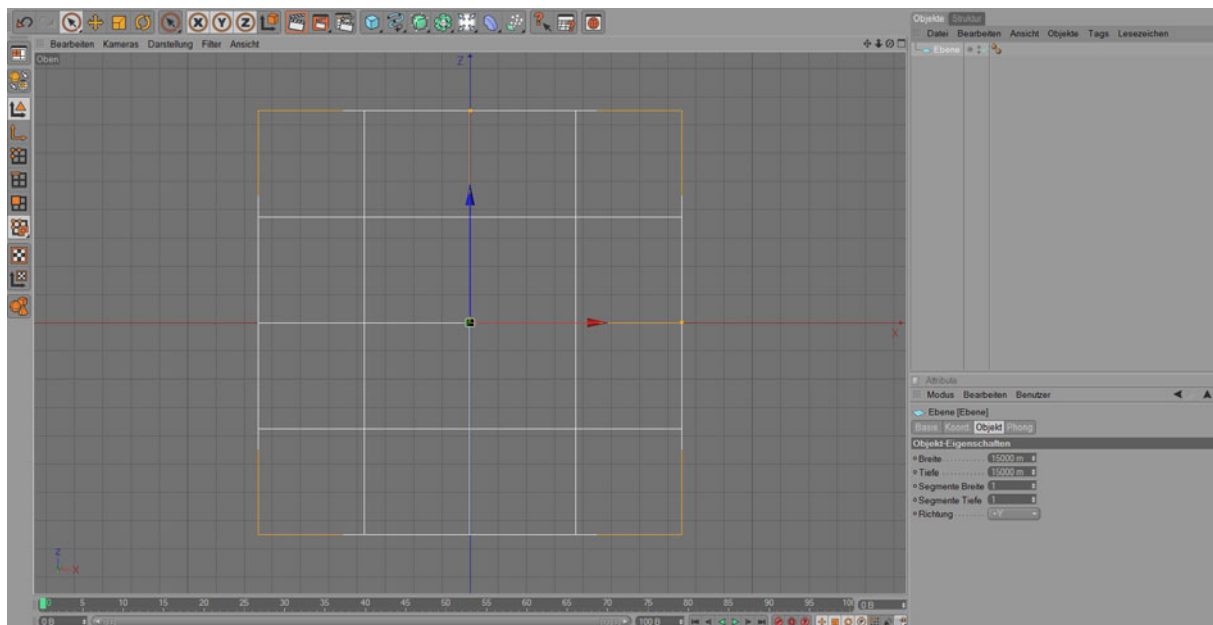 Objekte Struktur
Datei Bearbeiten Ansicht Objekte Tags Lesezeichen
Bearbeiten Kameras Darstellung Filter Ansicht
Oben
Ebene
Z
X
Z
X
Attribute
Modus Bearbeiten Benutzer
Ebene [Ebene]
Basis Koord Objekt Phong
Objekt-Eigenschaften
Breite 15000 m
Tiefe 15000 m
Segmente Breite 1
Segmente Tiefe 1
Richtung +Y
0 5 10 15 20 25 30 35 40 45 50 55 60 65 70 75 80 85 90 95 100 0 B
0 B 100 B